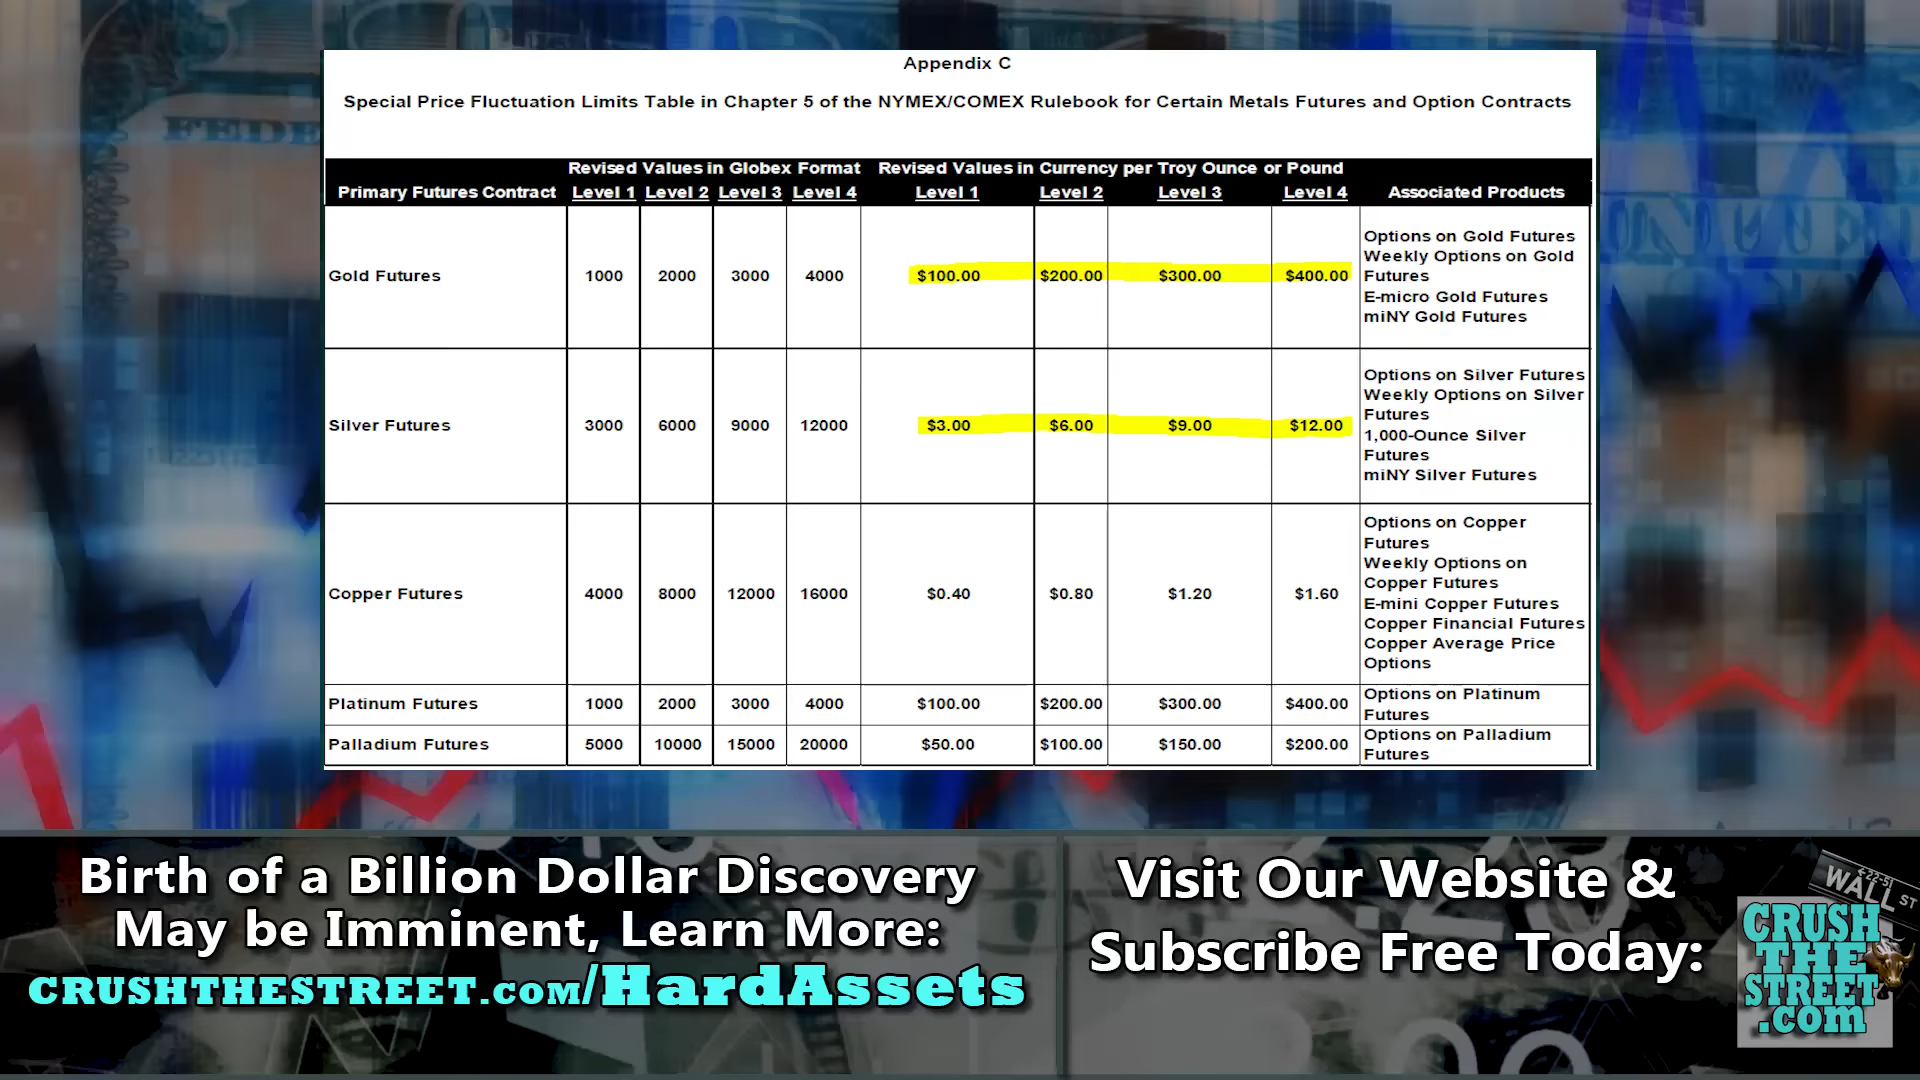 Appendix C
Special Price Fluctuation Limits Table in Chapter 5 of the NYMEX/COMEX Rulebook for Certain Metals Futures and Option Contracts
Revised Values in Globex Format Revised Values in Currency per Troy Ounce or Pound
Primary Futures Contract Level 1 Level 2 Level 3 Level 4 Level 1 Level 2 Level 3 Level 4 Associated Products
Gold Futures 1000 2000 3000 4000 $100.00 $200.00 $300.00 $400.00
Options on Gold Futures
Weekly Options on Gold
Futures
E-micro Gold Futures
miNY Gold Futures
Silver Futures 3000 6000 9000 12000 $3.00 $6.00 $9.00 $12.00
Options on Silver Futures
Weekly Options on Silver
Futures
1,000-Ounce Silver
Futures
miNY Silver Futures
Copper Futures 4000 8000 12000 16000 $0.40 $0.80 $1.20 $1.60
Options on Copper
Futures
Weekly Options on
Copper Futures
E-mini Copper Futures
Copper Financial Futures
Copper Average Price
Options
Platinum Futures 1000 2000 3000 4000 $100.00 $200.00 $300.00 $400.00
Options on Platinum
Futures
Palladium Futures 5000 10000 15000 20000 $50.00 $100.00 $150.00 $200.00
Options on Palladium
Futures
Birth of a Billion Dollar Discovery
May be Imminent, Learn More:
CRUSHTHESTREET.COM/HardAssets
Visit Our Website &
Subscribe Free Today:
22-51
WALL ST
CRUSH
THE
STREET
.com